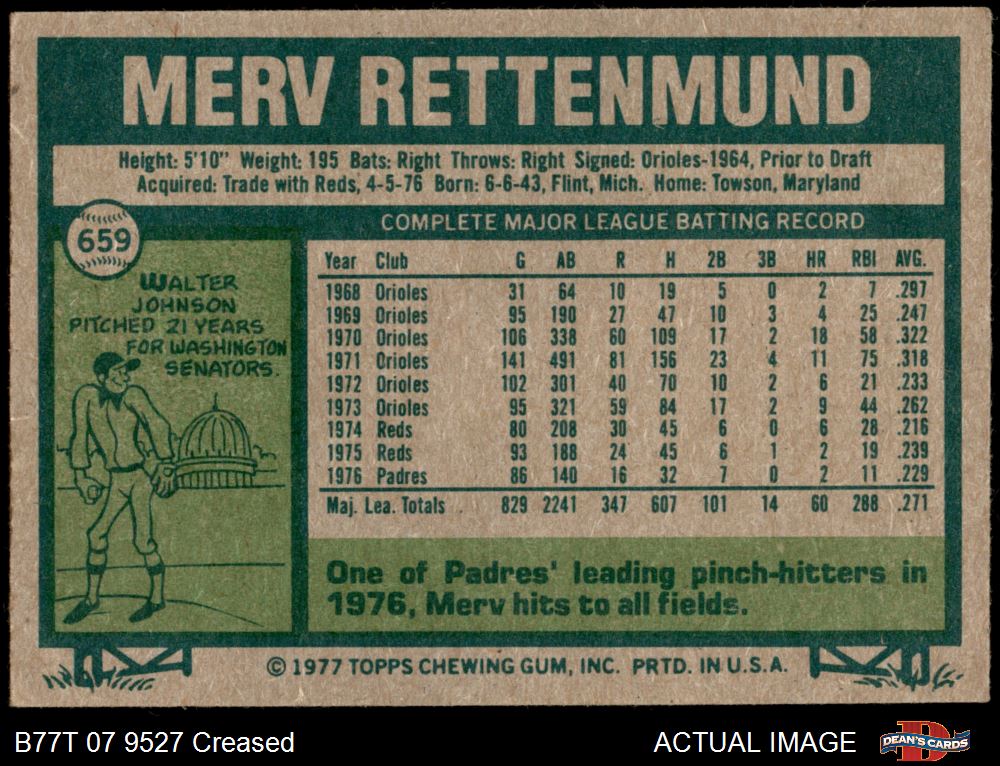 MERV RETTENMUND
Height: 5'10" Weight: 195 Bats: Right Throws: Right Signed: Orioles-1964, Prior to Draft
Acquired: Trade with Reds, 4-5-76 Born: 6-6-43, Flint, Mich. Home: Towson, Maryland
659
COMPLETE MAJOR LEAGUE BATTING RECORD
WALTER
JOHNSON
PITCHED 21 YEARS
FOR WASHINGTON
SENATORS.
Year Club G AB R H 2B 3B HR RBI AVG.
1968 Orioles 31 64 10 19 5 0 2 7 .297
1969 Orioles 95 190 27 47 10 3 4 25 .247
1970 Orioles 106 338 60 109 17 2 18 58 .322
1971 Orioles 141 491 81 156 23 4 11 75 .318
1972 Orioles 102 301 40 70 10 2 6 21 .233
1973 Orioles 95 321 59 84 17 2 9 44 .262
1974 Reds 80 208 30 45 6 0 6 28 .216
1975 Reds 93 188 24 45 6 1 2 19 .239
1976 Padres 86 140 16 32 7 0 2 11 .229
Maj. Lea. Totals 829 2241 347 607 101 14 60 288 .271
One of Padres' leading pinch-hitters in
1976, Merv hits to all fields.
© 1977 TOPPS CHEWING GUM, INC. PRTD. IN U.S.A.
B77T 07 9527 Creased
ACTUAL IMAGE
D
DEAN'S CARDS